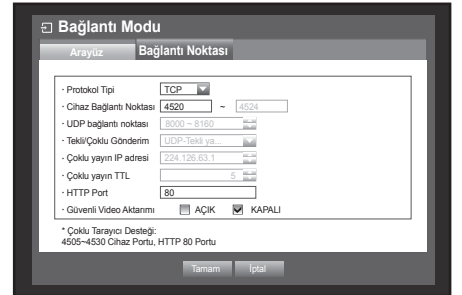 Bağlantı Modu
Arayüz Bağlantı Noktası
· Protokol Tipi TCP
· Cihaz Bağlantı Noktası 4520 ~ 4524
· UDP bağlantı noktası 8000 ~ 8160
· Tekli/Çoklu Gönderim UDP-Tekli ya...
· Çoklu yayın IP adresi 224.126.63.1
· Çoklu yayın TTL 5
· HTTP Port 80
· Güvenli Video Aktarımı AÇIK KAPALI
* Çoklu Tarayıcı Desteği:
4505~4530 Cihaz Portu, HTTP 80 Portu
Tamam İptal